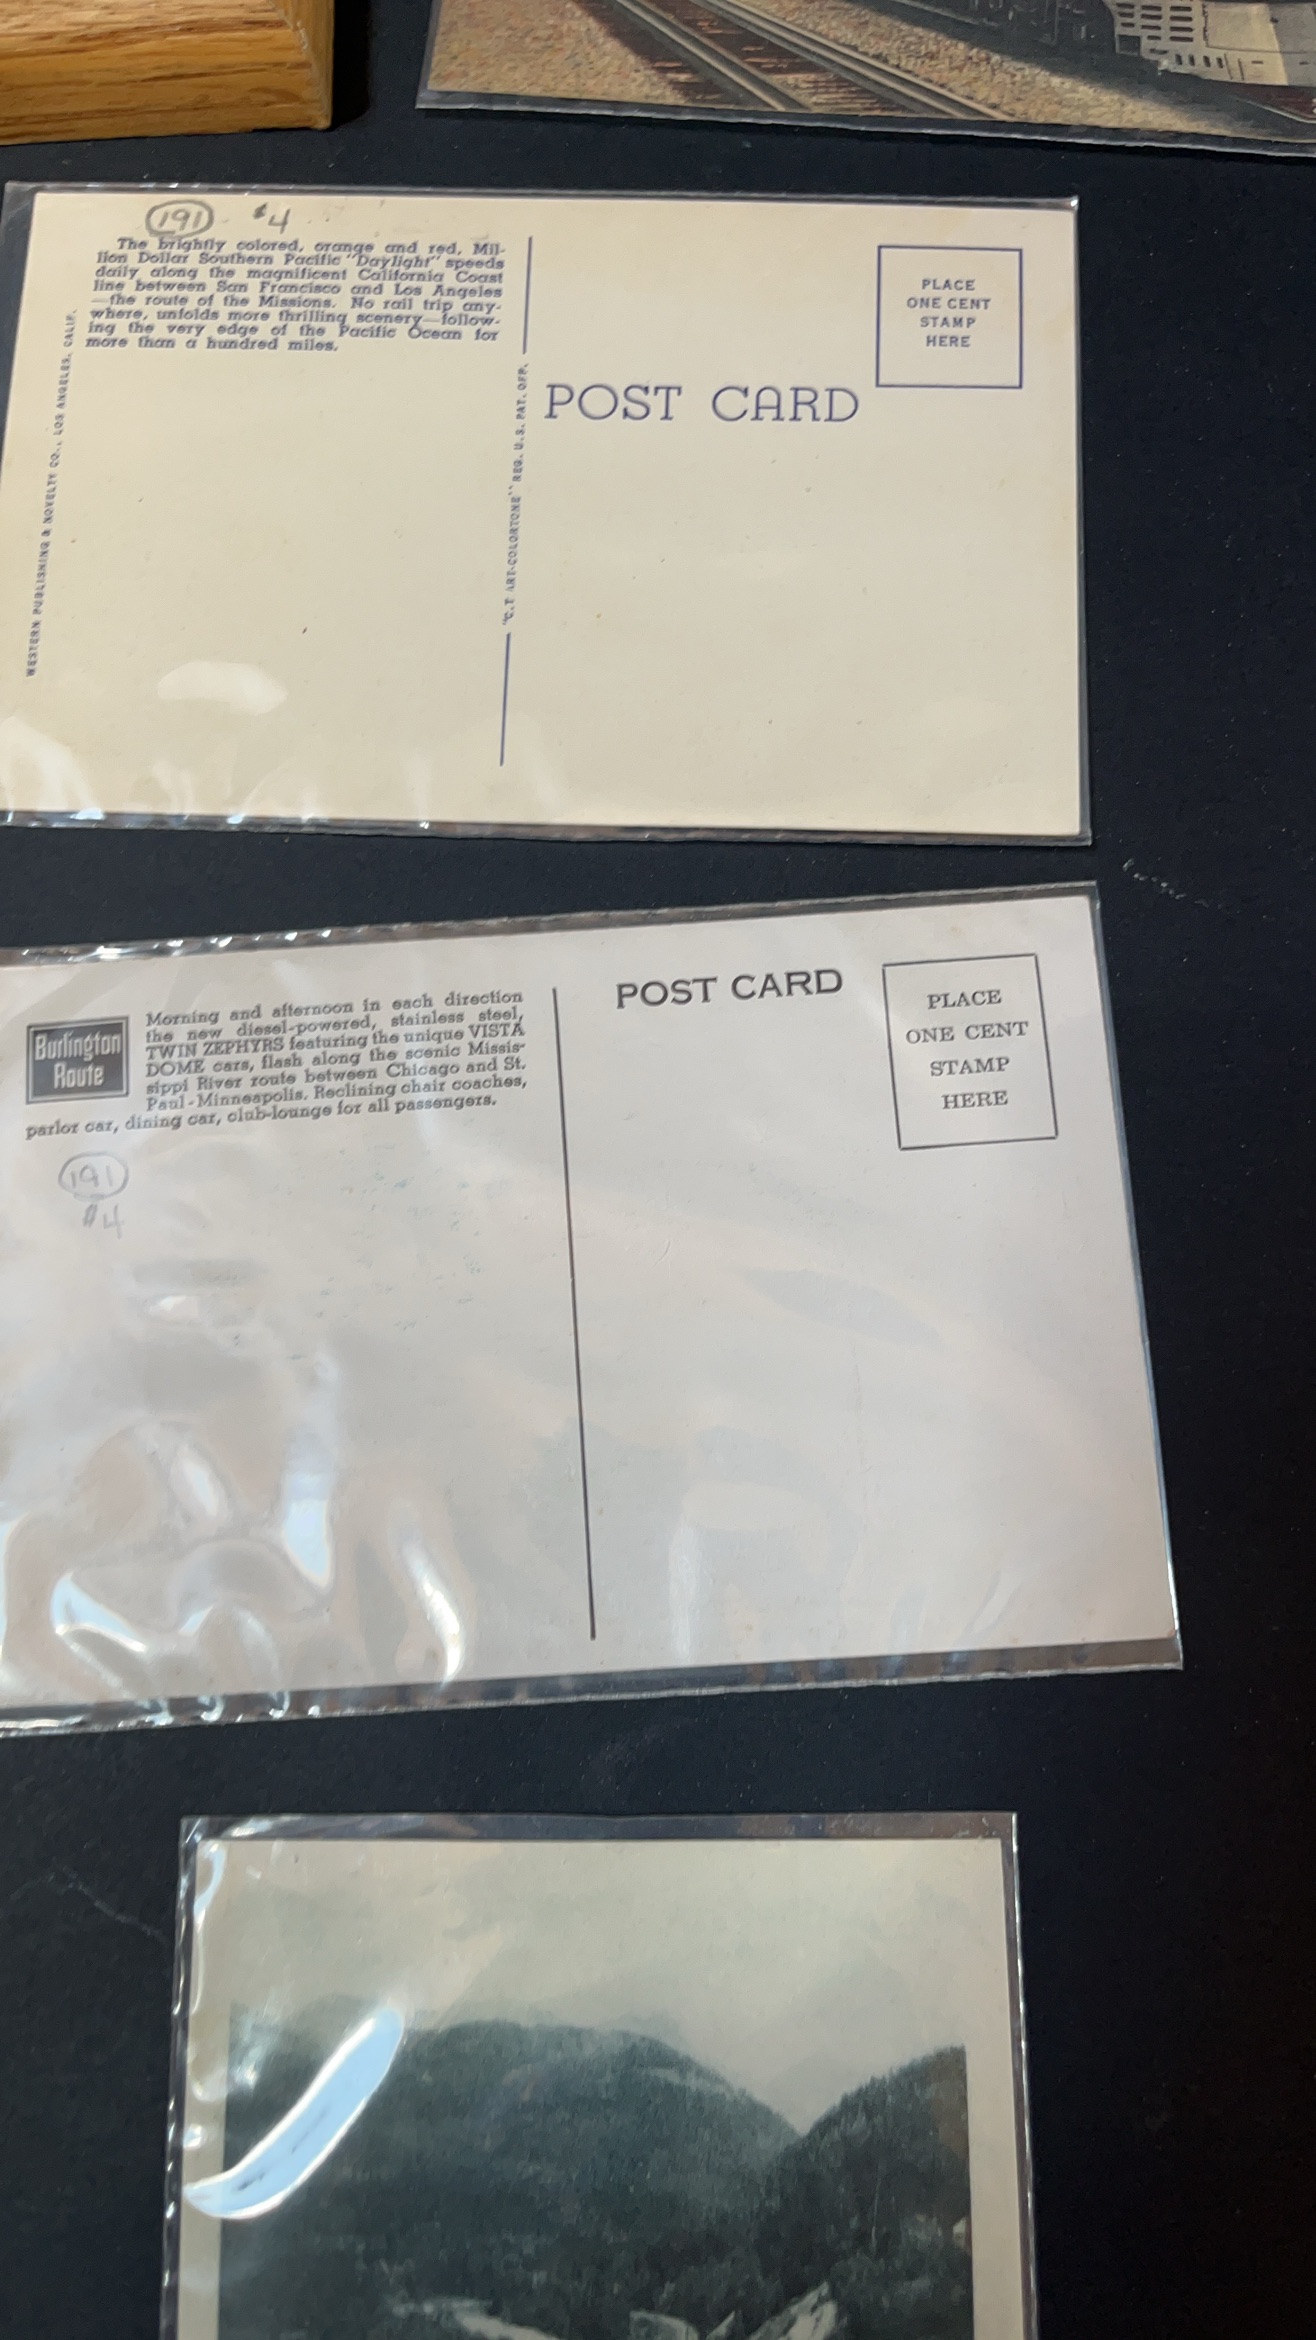 191 $4
The brightly colored, orange and red, Mil-
lion Dollar Southern Pacific "Daylight" speeds
daily along the magnificent California Coast
line between San Francisco and Los Angeles
—the route of the Missions. No rail trip any-
where, unfolds more thrilling scenery—follow-
ing the very edge of the Pacific Ocean for
more than a hundred miles.
WESTERN PUBLISHING & NOVELTY CO., LOS ANGELES, CALIF.
"C.T. ART-COLORTONE" REG. U.S. PAT. OFF.
POST CARD
PLACE
ONE CENT
STAMP
HERE
Burlington
Route
Morning and afternoon in each direction
the new diesel-powered, stainless steel,
TWIN ZEPHYRS featuring the unique VISTA
DOME cars, flash along the scenic Missis-
sippi River route between Chicago and St.
Paul-Minneapolis. Reclining chair coaches,
parlor car, dining car, club-lounge for all passengers.
191
$4
POST CARD
PLACE
ONE CENT
STAMP
HERE